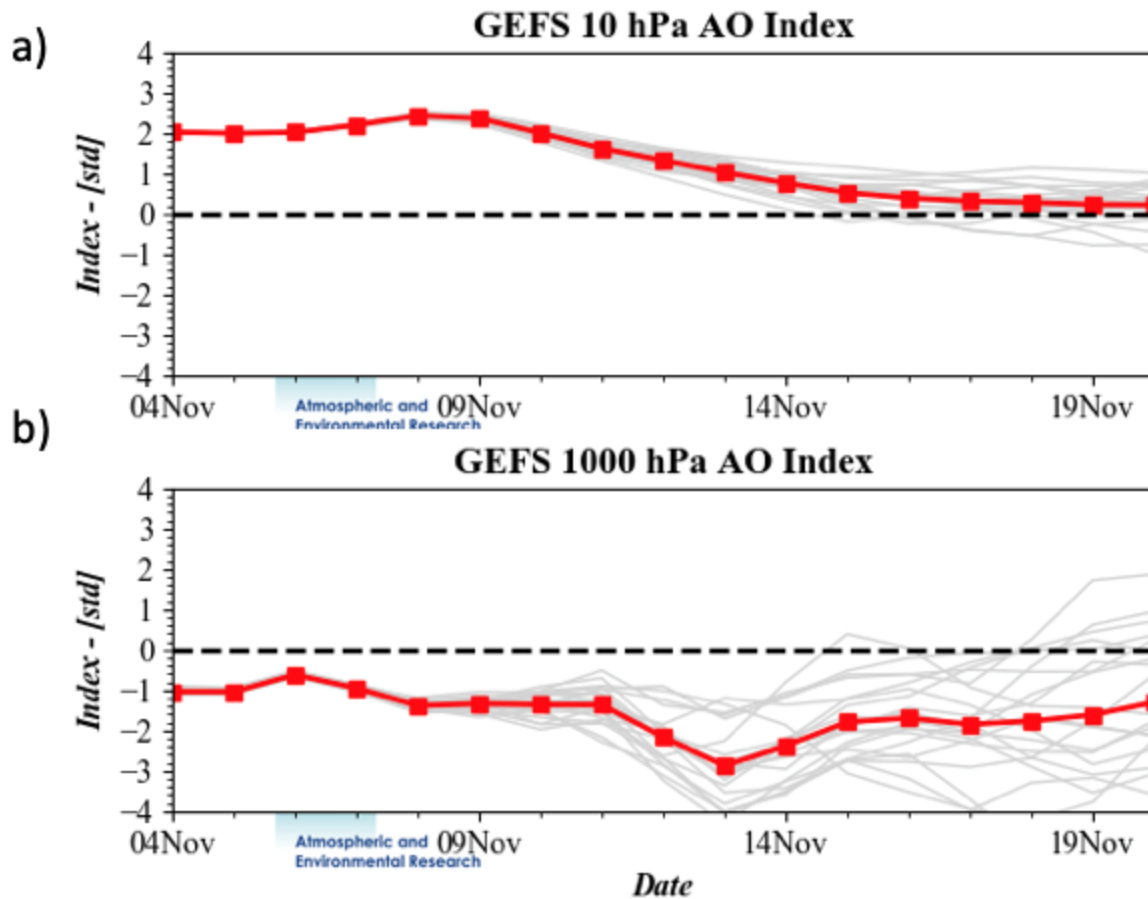 a)
GEFS 10 hPa AO Index
Index - [std]
4
3
2
1
0
−1
−2
−3
−4
04Nov 09Nov 14Nov 19Nov
Atmospheric and
Environmental Research
b)
GEFS 1000 hPa AO Index
Index - [std]
4
3
2
1
0
−1
−2
−3
−4
04Nov 09Nov 14Nov 19Nov
Atmospheric and
Environmental Research
Date